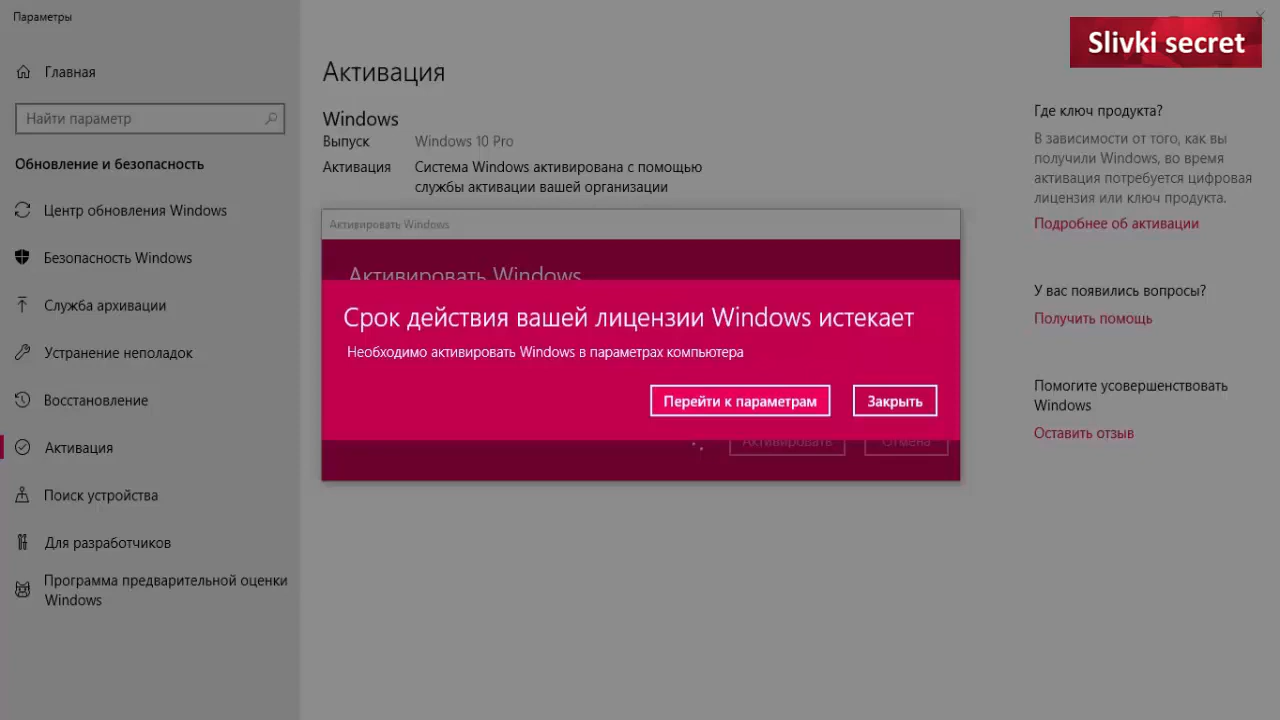 Параметры
Slivki secret
Главная
Найти параметр
Обновление и безопасность
Центр обновления Windows
Безопасность Windows
Служба архивации
Устранение неполадок
Восстановление
Активация
Поиск устройства
Для разработчиков
Программа предварительной оценки
Windows
Активация
Windows
Выпуск Windows 10 Pro
Активация Система Windows активирована с помощью
службы активации вашей организации
Активировать Windows
Активировать Windows
Срок действия вашей лицензии Windows истекает
Необходимо активировать Windows в параметрах компьютера
Перейти к параметрам Закрыть
Активировать Отмена
Где ключ продукта?
В зависимости от того, как вы
получили Windows, во время
активация потребуется цифровая
лицензия или ключ продукта.
Подробнее об активации
У вас появились вопросы?
Получить помощь
Помогите усовершенствовать
Windows
Оставить отзыв